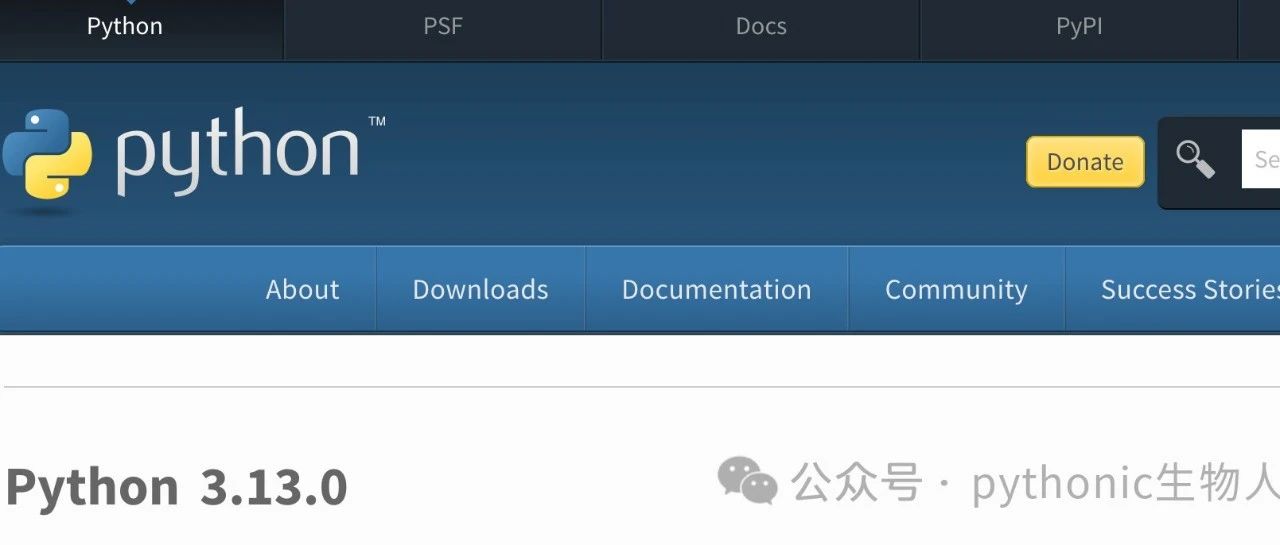 Python PSF Docs PyPI
python™
Donate
Se
About Downloads Documentation Community Success Stories
Python 3.13.0
公众号 · pythonic生物人